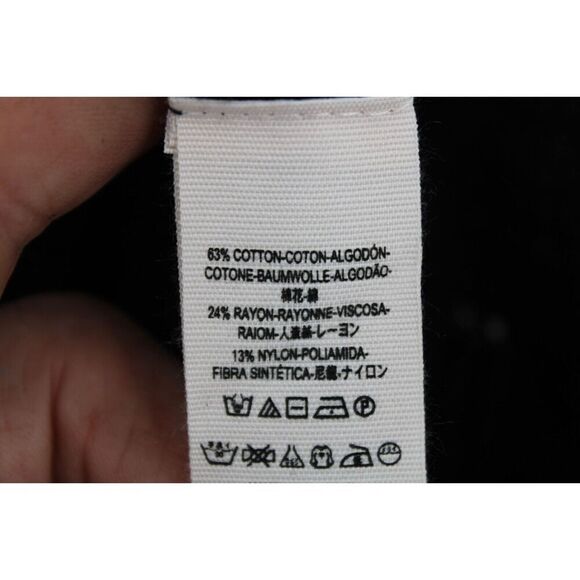 63% COTTON-COTON-ALGODÓN-
COTONE-BAUMWOLLE-ALGODÃO-
棉花-綿
24% RAYON-RAYONNE-VISCOSA-
RAIOM-人造絲-レーヨン
13% NYLON-POLIAMIDA-
FIBRA SINTÉTICA-尼龍-ナイロン
P